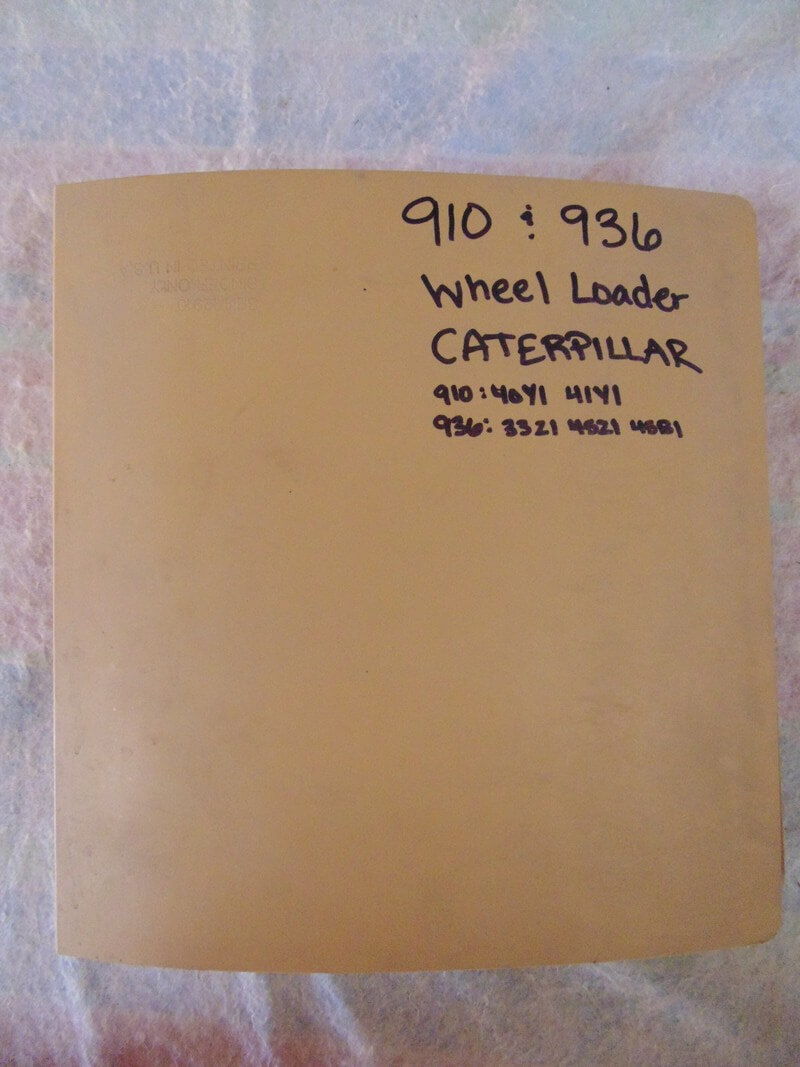 910 & 936
Wheel Loader
CATERPILLAR
910: 40Y1 41Y1
936: 33Z1 45Z1 45B1